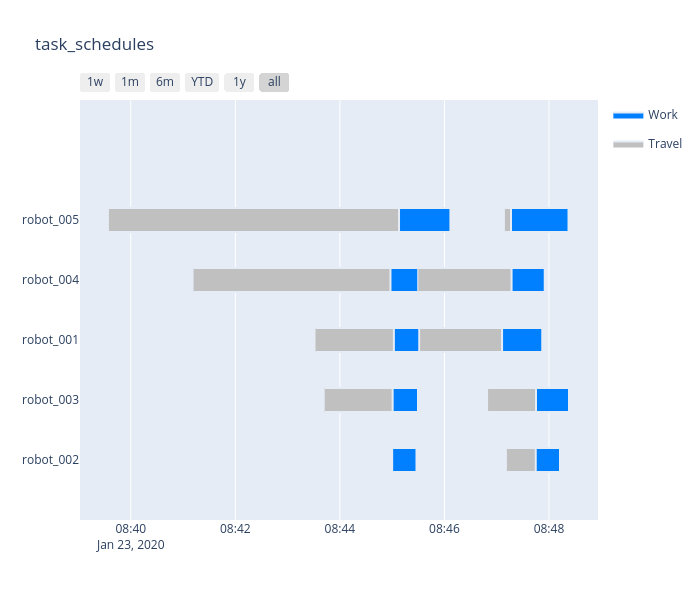 task_schedules
1w 1m 6m YTD 1y all
Work
Travel
robot_005
robot_004
robot_001
robot_003
robot_002
08:40 08:42 08:44 08:46 08:48
Jan 23, 2020